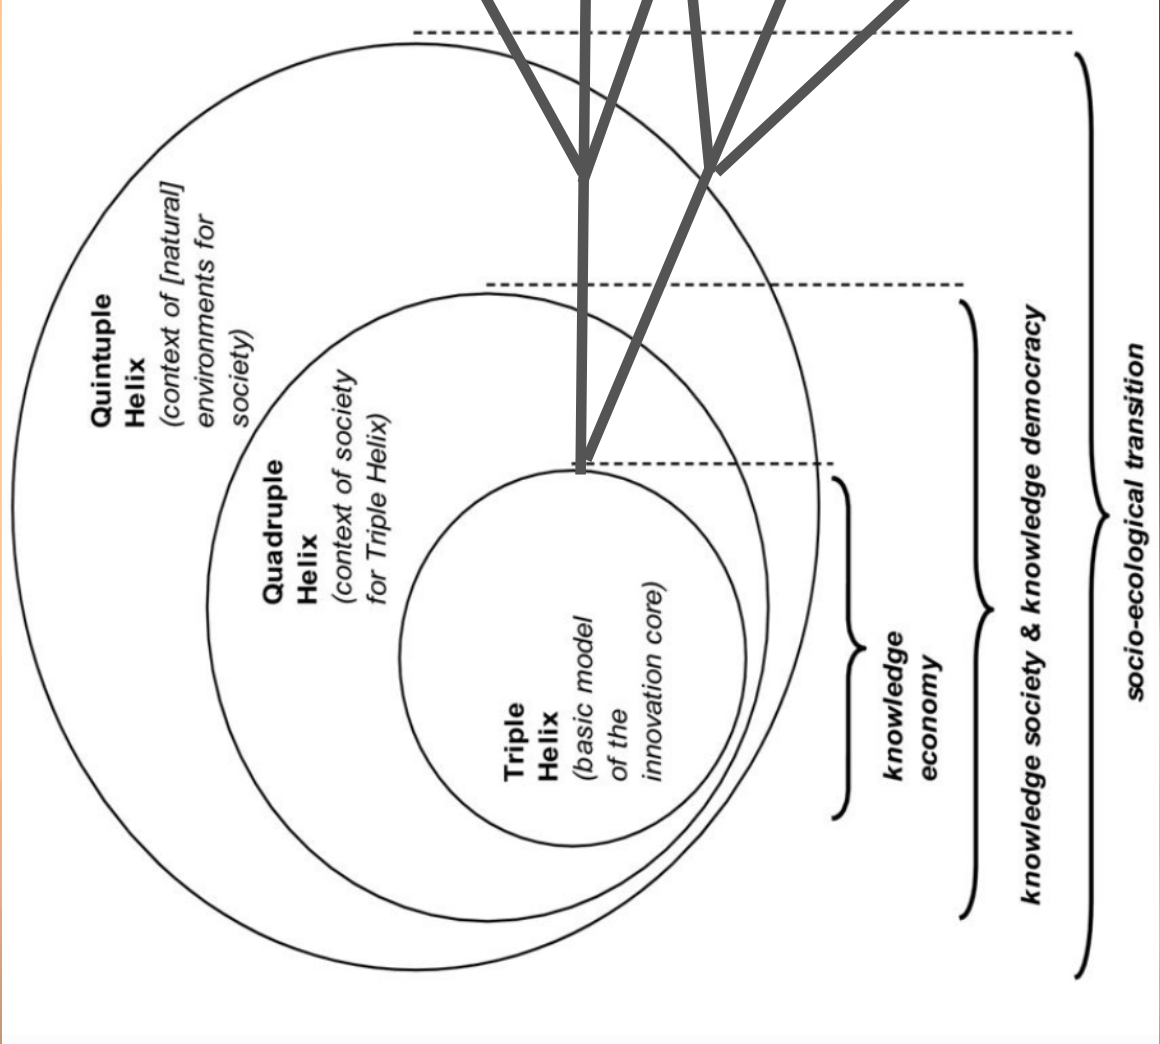 Quintuple
Helix
(context of [natural]
environments for
society)
Quadruple
Helix
(context of society
for Triple Helix)
Triple
Helix
(basic model
of the
innovation core)
knowledge
economy
knowledge society & knowledge democracy
socio-ecological transition